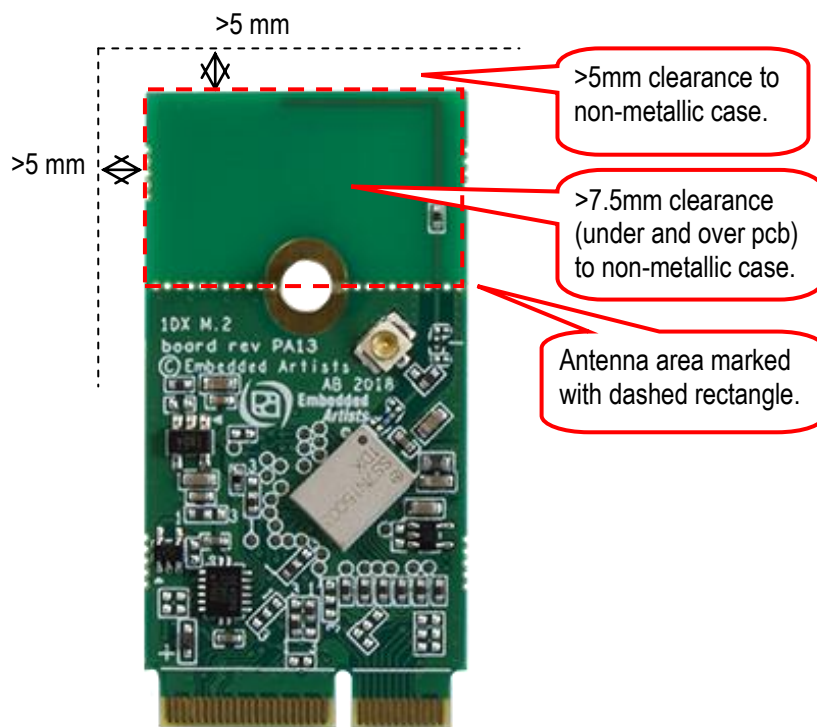 >5 mm
>5mm clearance to
non-metallic case.
>5 mm
>7.5mm clearance
(under and over pcb)
to non-metallic case.
Antenna area marked
with dashed rectangle.
1DX M.2
board rev PA13
©Embedded Artists
AB 2018
Embedded
Artists
1DX